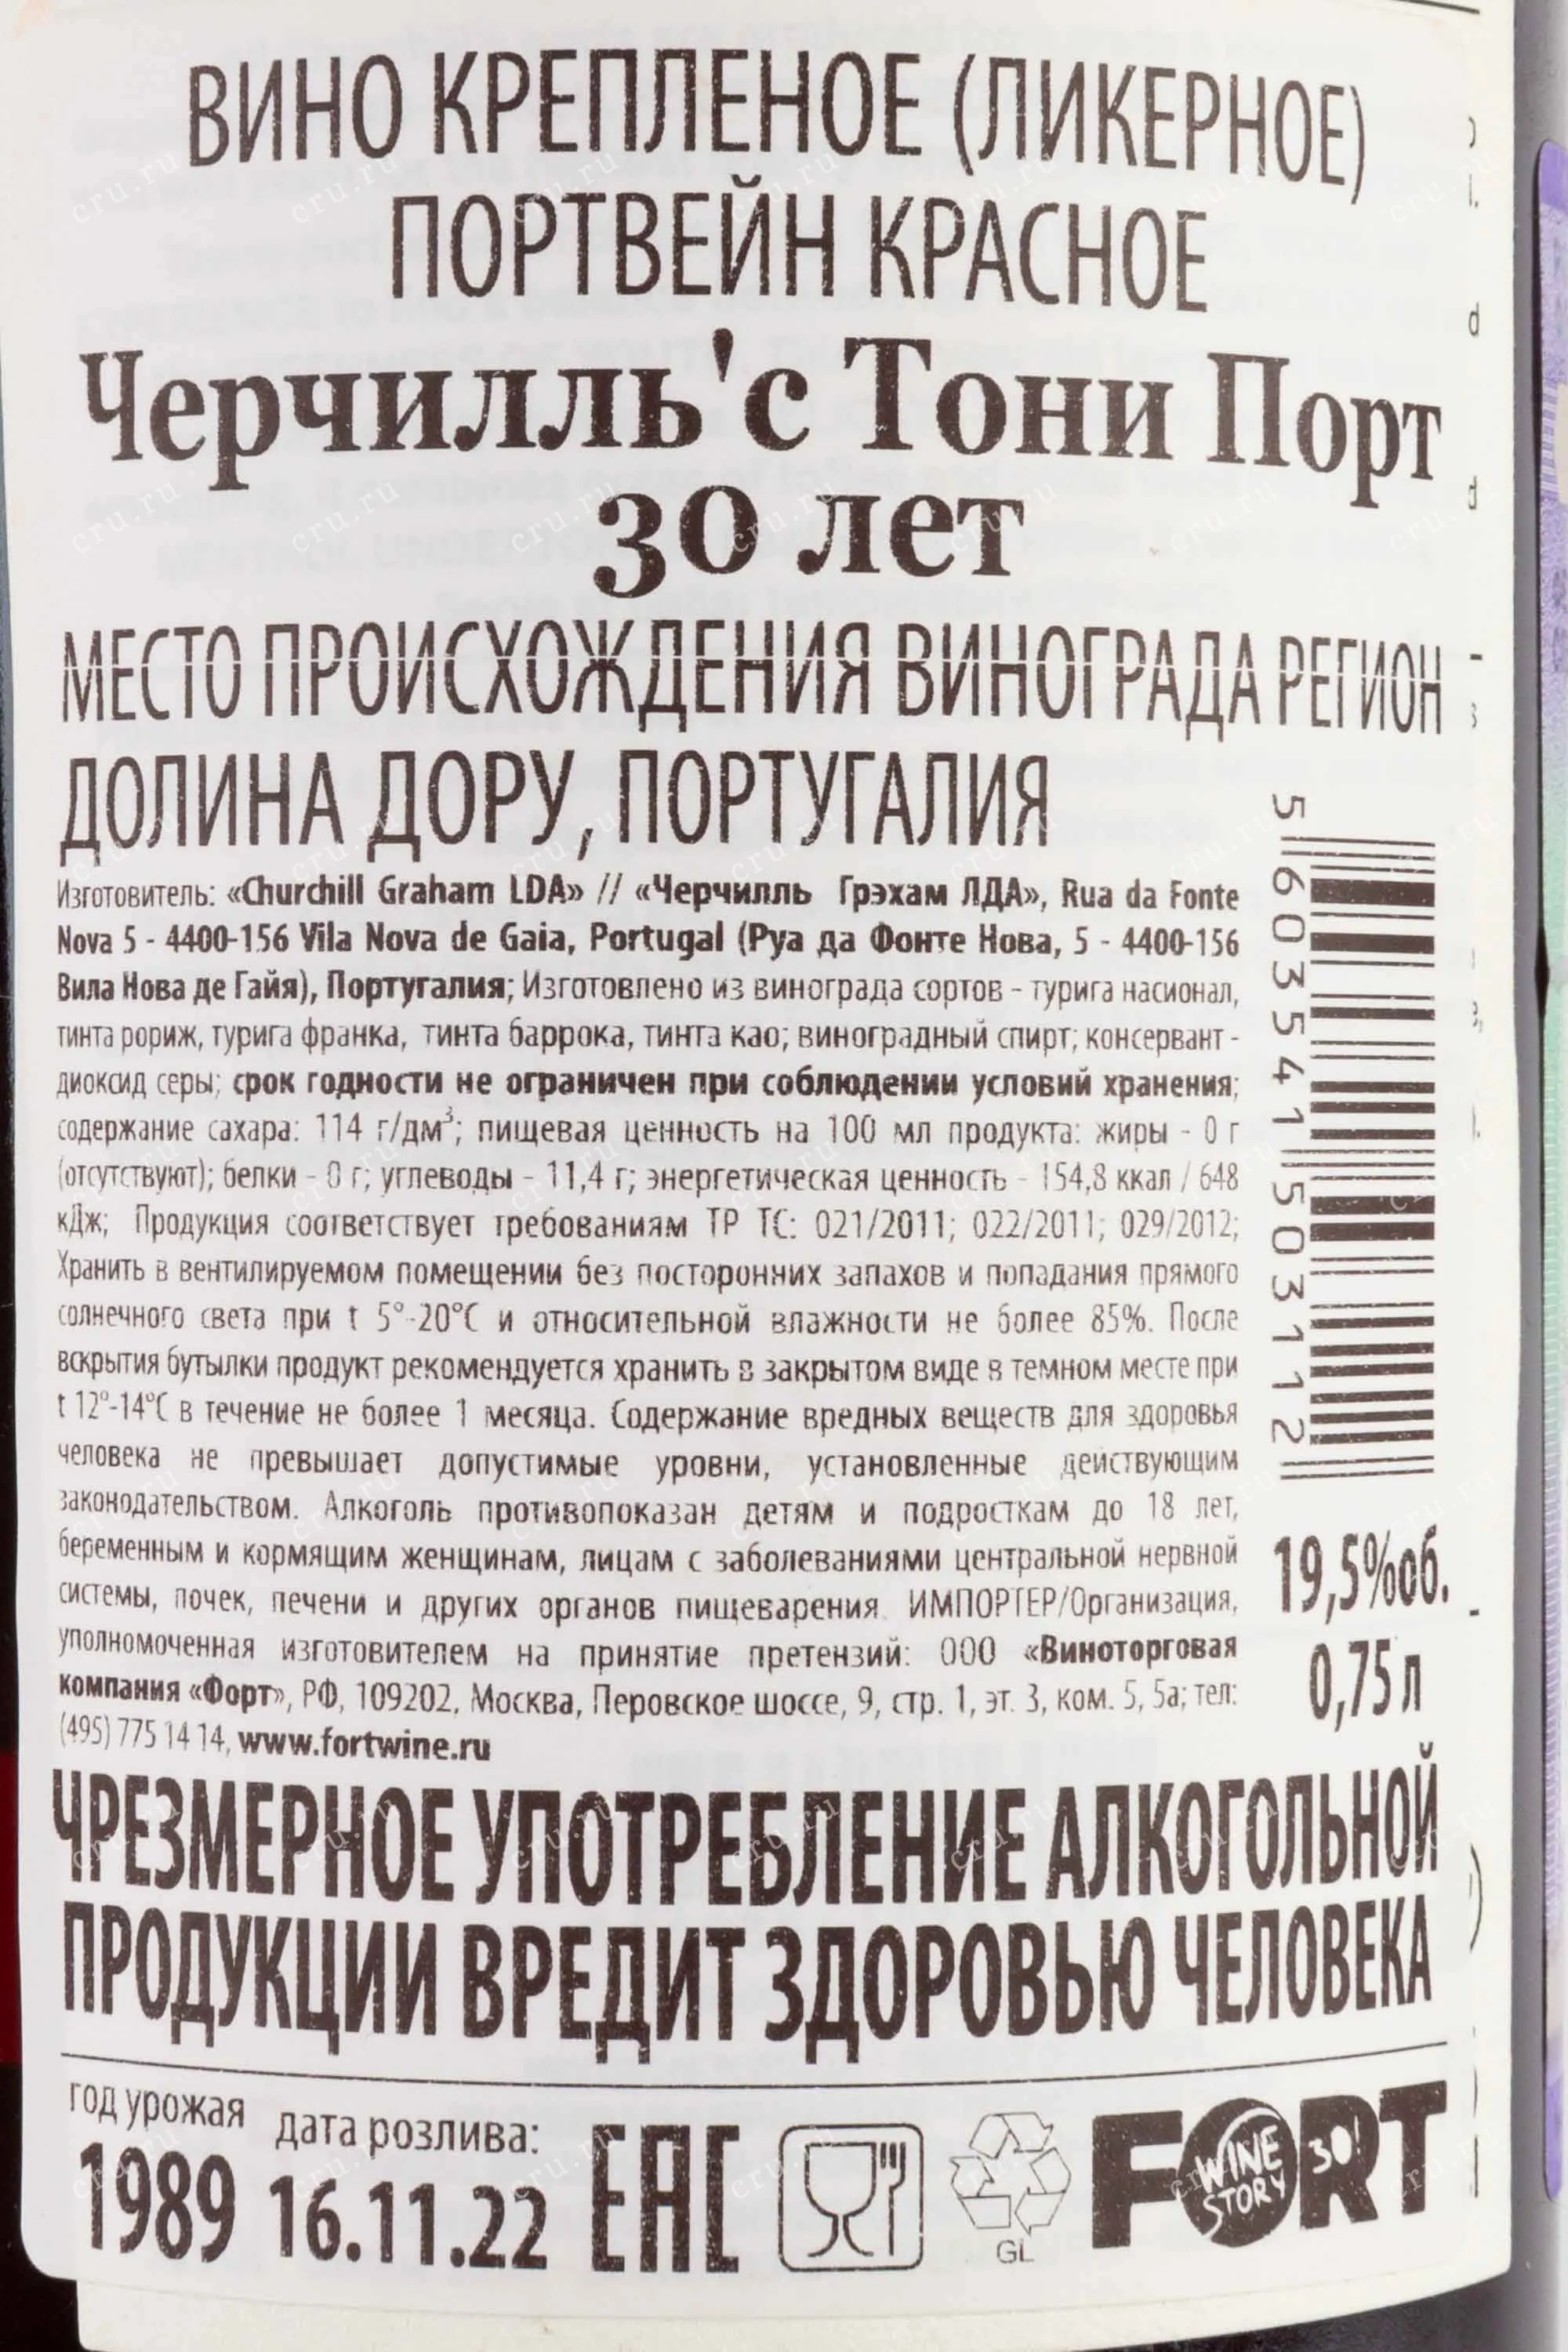 ВИНО КРЕПЛЕНОЕ (ЛИКЕРНОЕ)
ПОРТВЕЙН КРАСНОЕ
Черчилль'с Тони Порт
30 лет
МЕСТО ПРОИСХОЖДЕНИЯ ВИНОГРАДА РЕГИОН
ДОЛИНА ДОРУ, ПОРТУГАЛИЯ
Изготовитель: «Churchill Graham LDA» // «Черчилль Грэхам ЛДА», Rua da Fonte
Nova 5 - 4400-156 Vila Nova de Gaia, Portugal (Руа да Фонте Нова, 5 - 4400-156
Вила Нова де Гайя), Португалия; Изготовлено из винограда сортов - турига насионал,
тинта рориж, турига франка, тинта баррока, тинта као; виноградный спирт; консервант -
диоксид серы; срок годности не ограничен при соблюдении условий хранения;
содержание сахара: 114 г/дм³; пищевая ценность на 100 мл продукта: жиры - 0 г
(отсутствуют); белки - 0 г; углеводы - 11,4 г; энергетическая ценность - 154,8 ккал / 648
кДж; Продукция соответствует требованиям ТР ТС: 021/2011; 022/2011; 029/2012;
Хранить в вентилируемом помещении без посторонних запахов и попадания прямого
солнечного света при t 5°-20°C и относительной влажности не более 85%. После
вскрытия бутылки продукт рекомендуется хранить в закрытом виде в темном месте при
t 12°-14°C в течение не более 1 месяца. Содержание вредных веществ для здоровья
человека не превышает допустимые уровни, установленные действующим
законодательством. Алкоголь противопоказан детям и подросткам до 18 лет,
беременным и кормящим женщинам, лицам с заболеваниями центральной нервной
системы, почек, печени и других органов пищеварения. ИМПОРТЕР/Организация,
уполномоченная изготовителем на принятие претензий: ООО «Виноторговая
компания «Форт», РФ, 109202, Москва, Перовское шоссе, 9, стр. 1, эт. 3, ком. 5, 5а; тел:
(495) 775 14 14, www.fortwine.ru
5 603541 503112
19,5%об.
0,75 л
ЧРЕЗМЕРНОЕ УПОТРЕБЛЕНИЕ АЛКОГОЛЬНОЙ
ПРОДУКЦИИ ВРЕДИТ ЗДОРОВЬЮ ЧЕЛОВЕКА
год урожая
1989
дата розлива:
16.11.22
EAC
GL
FORT
WINE
STORY
30
cru.ru